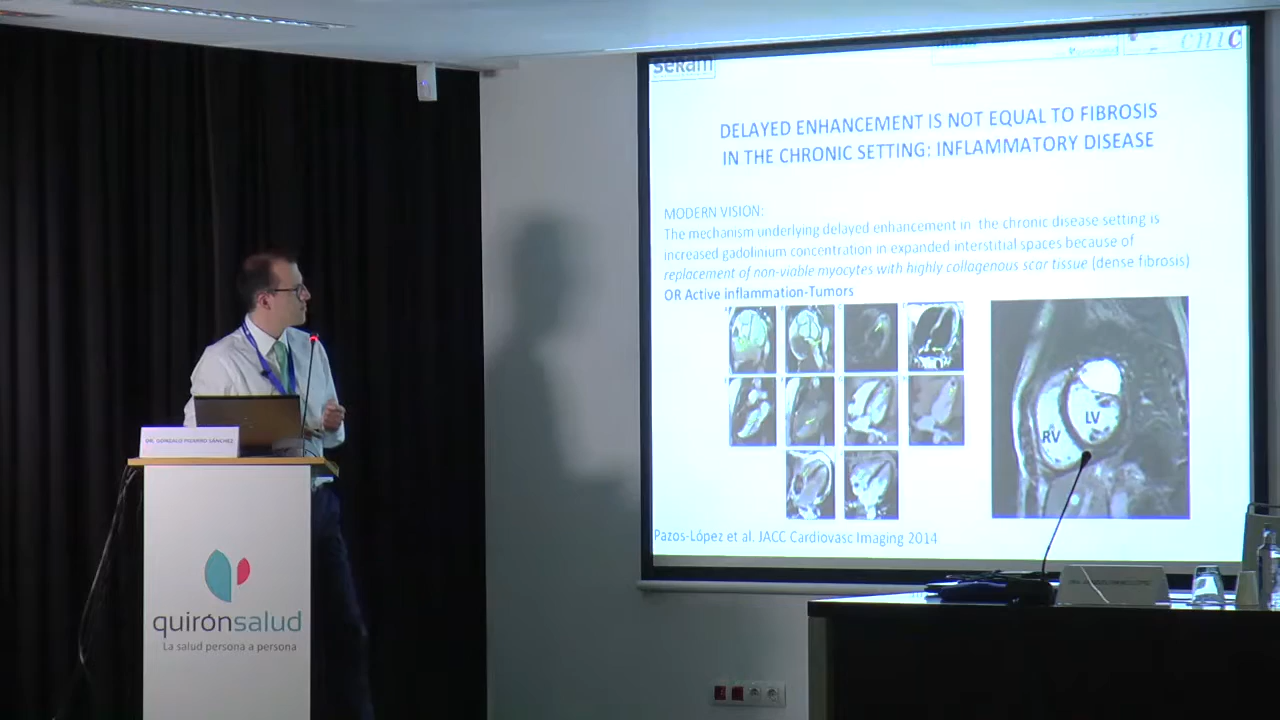 sekam
cnic
DELAYED ENHANCEMENT IS NOT EQUAL TO FIBROSIS
IN THE CHRONIC SETTING: INFLAMMATORY DISEASE
MODERN VISION:
The mechanism underlying delayed enhancement in the chronic disease setting is
increased gadolinium concentration in expanded interstitial spaces because of
replacement of non-viable myocytes with highly collagenous scar tissue (dense fibrosis)
OR Active inflammation-Tumors
LV
RV
Pazos-López et al. JACC Cardiovasc Imaging 2014
DR. GONZALO PIZARRO SÁNCHEZ
quirónsalud
La salud persona a persona